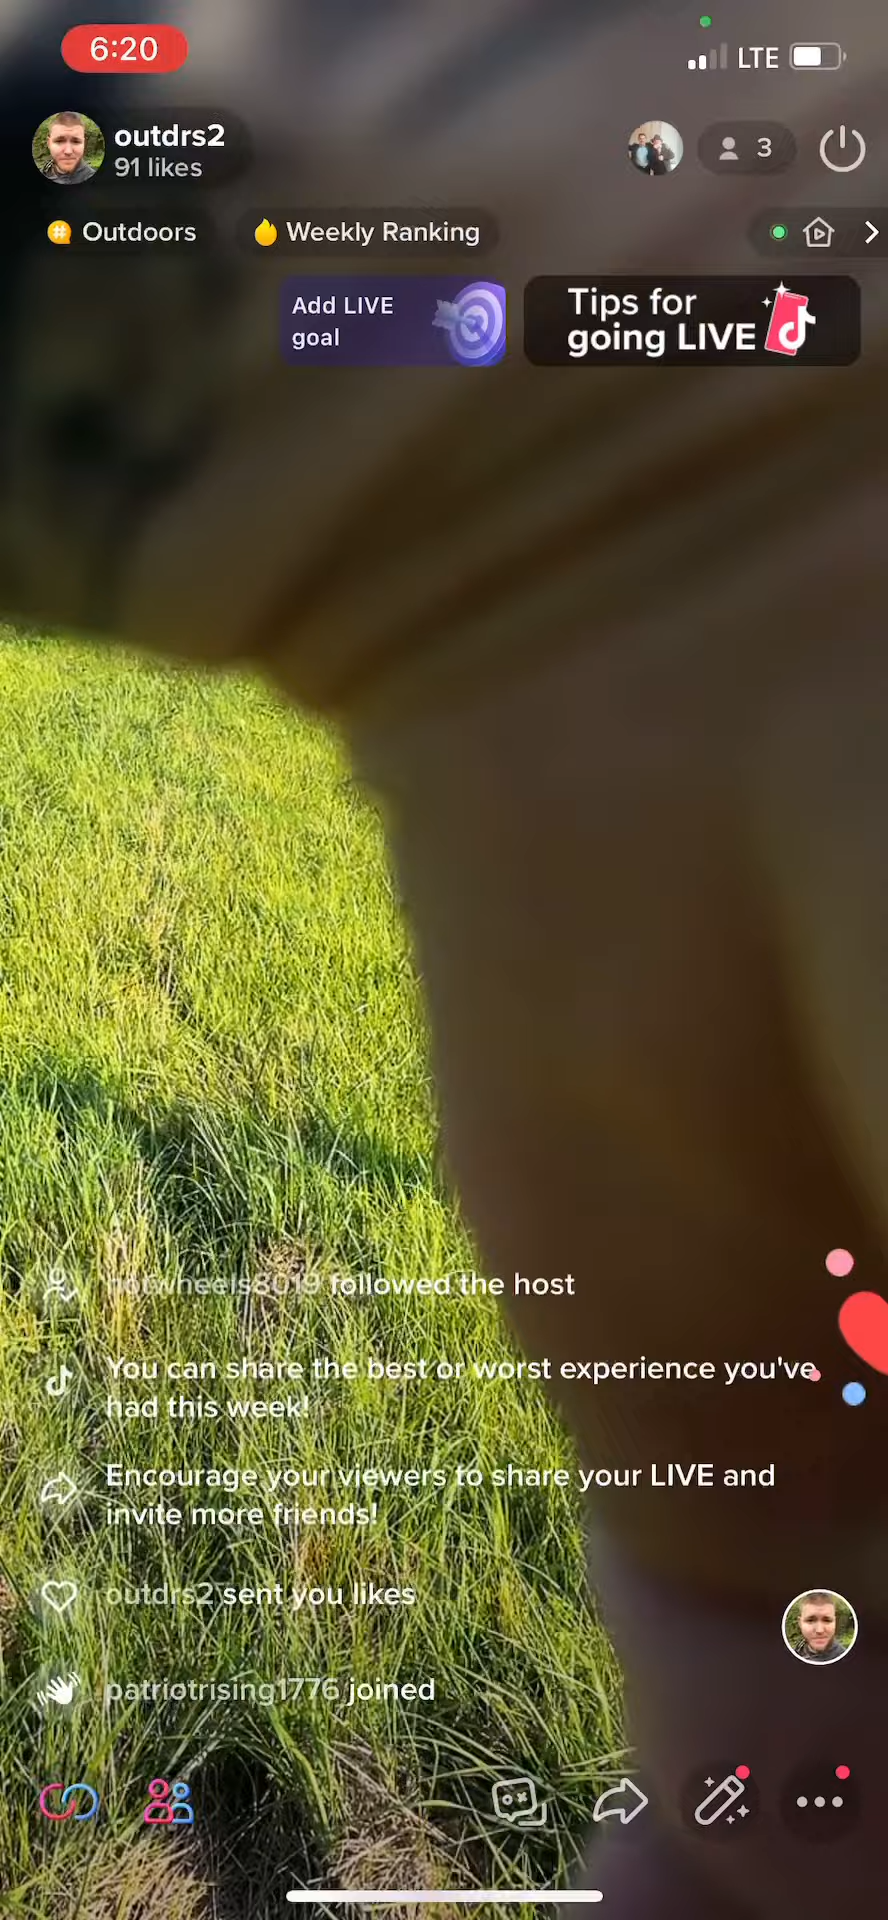 6:20
LTE
outdrs2
91 likes
3
Outdoors
Weekly Ranking
Add LIVE
goal
Tips for
going LIVE
hotwheels8019 followed the host
You can share the best or worst experience you've
had this week!
Encourage your viewers to share your LIVE and
invite more friends!
outdrs2 sent you likes
patriotrising1776 joined